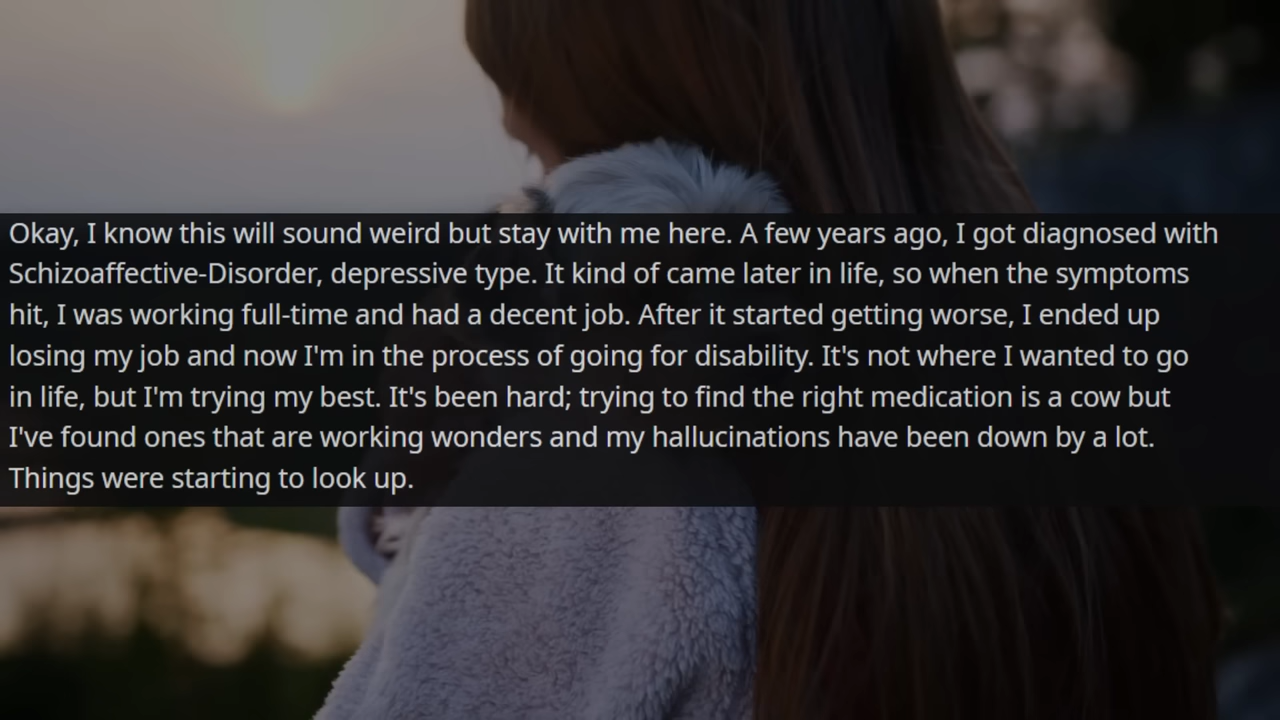 Okay, I know this will sound weird but stay with me here. A few years ago, I got diagnosed with
Schizoaffective-Disorder, depressive type. It kind of came later in life, so when the symptoms
hit, I was working full-time and had a decent job. After it started getting worse, I ended up
losing my job and now I'm in the process of going for disability. It's not where I wanted to go
in life, but I'm trying my best. It's been hard; trying to find the right medication is a cow but
I've found ones that are working wonders and my hallucinations have been down by a lot.
Things were starting to look up.